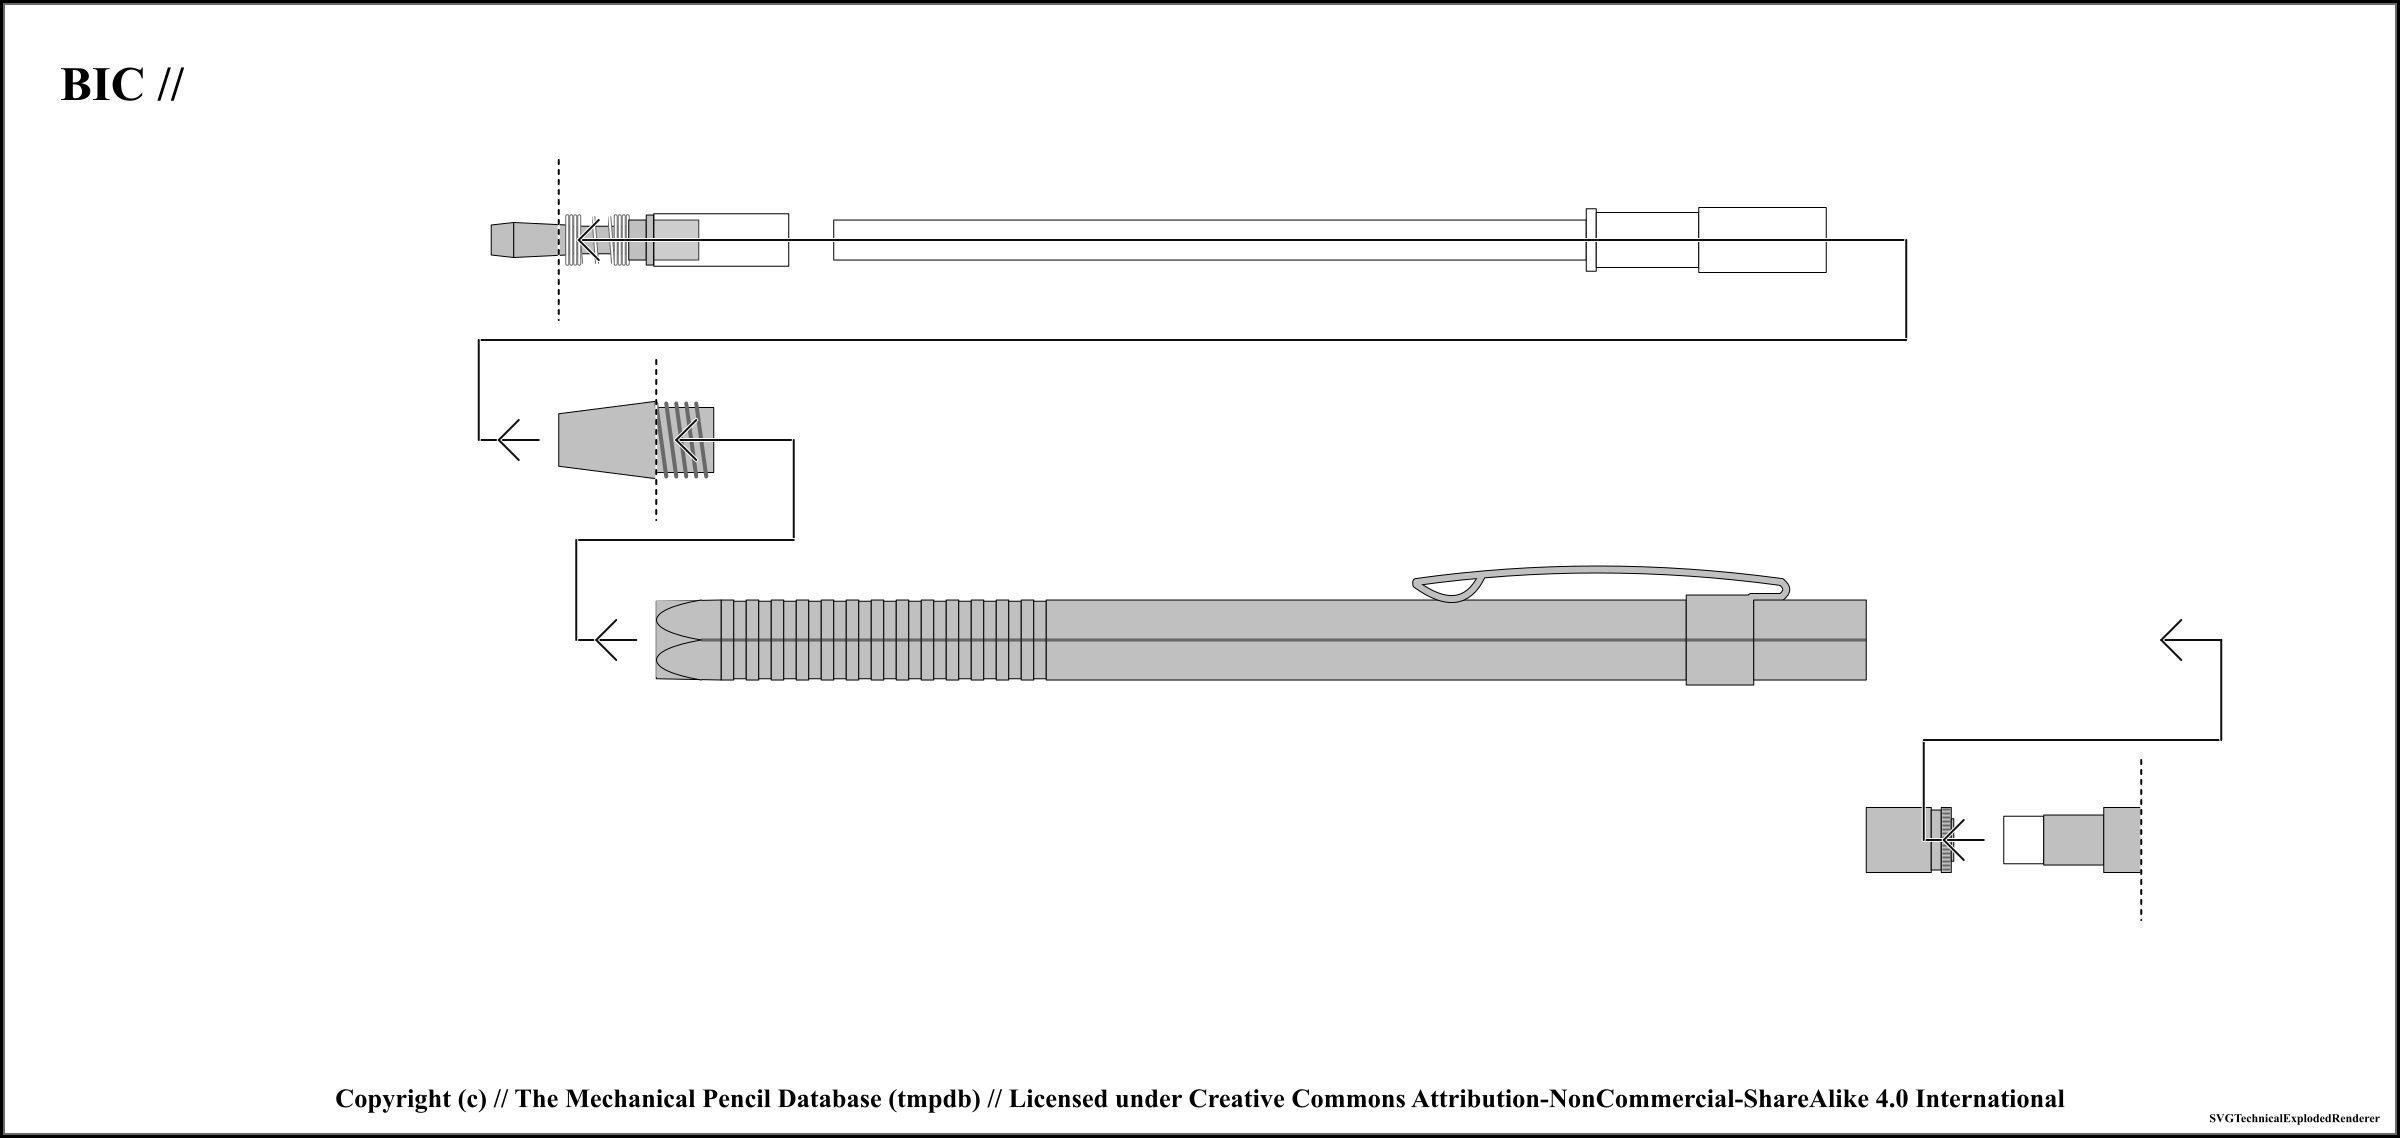 BIC //
Copyright (c) // The Mechanical Pencil Database (tmpdb) // Licensed under Creative Commons Attribution-NonCommercial-ShareAlike 4.0 International
SVGTechnicalExplodedRenderer